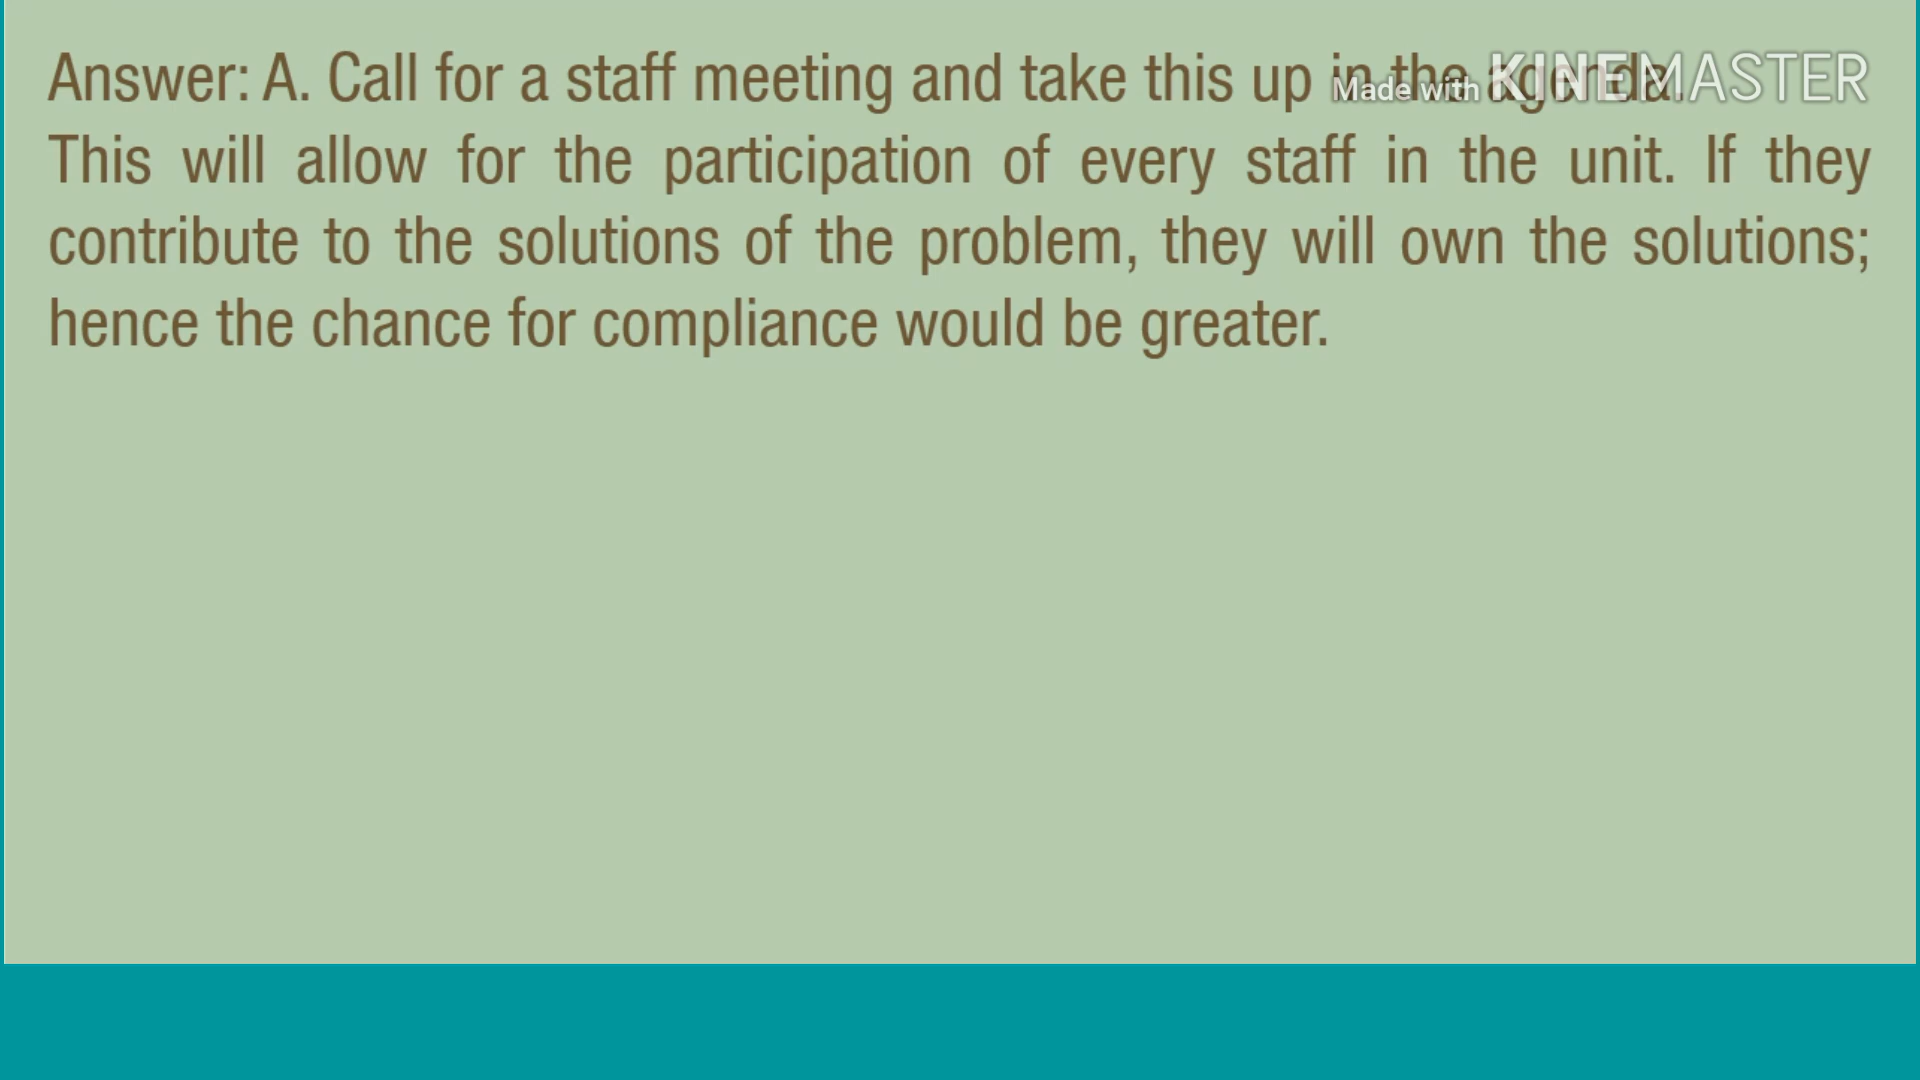 Answer: A. Call for a staff meeting and take this up in the agenda.
Made with KINEMASTER
This will allow for the participation of every staff in the unit. If they
contribute to the solutions of the problem, they will own the solutions;
hence the chance for compliance would be greater.